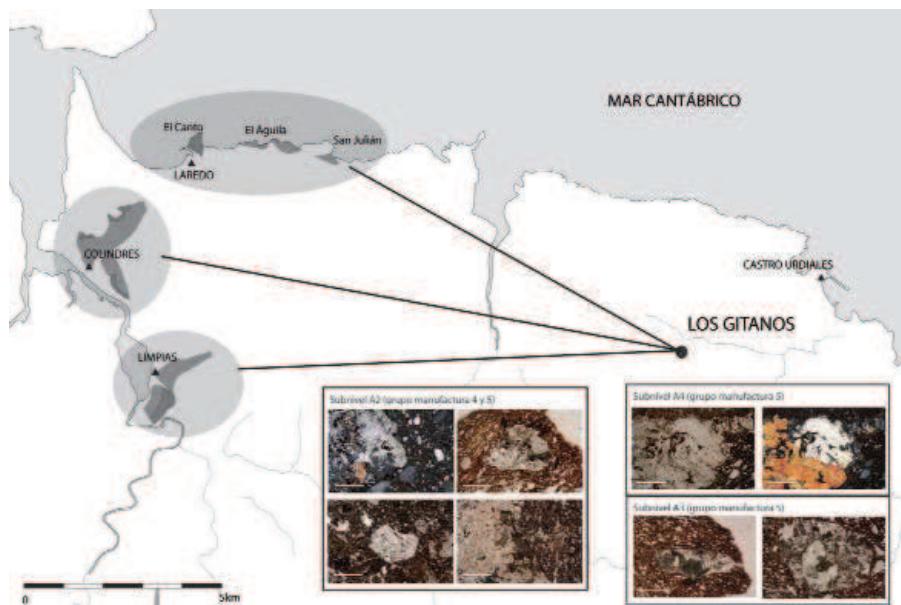 MAR CANTÁBRICO
El Canto
El Águila
San Julián
LAREDO
COLINDRES
CASTRO URDIALES
LOS GITANOS
LIMPIAS
Subnivel A2 (grupo manufactura 4 y 5)
Subnivel A4 (grupo manufactura 5)
Subnivel (grupo manufactura 5)
0
5km